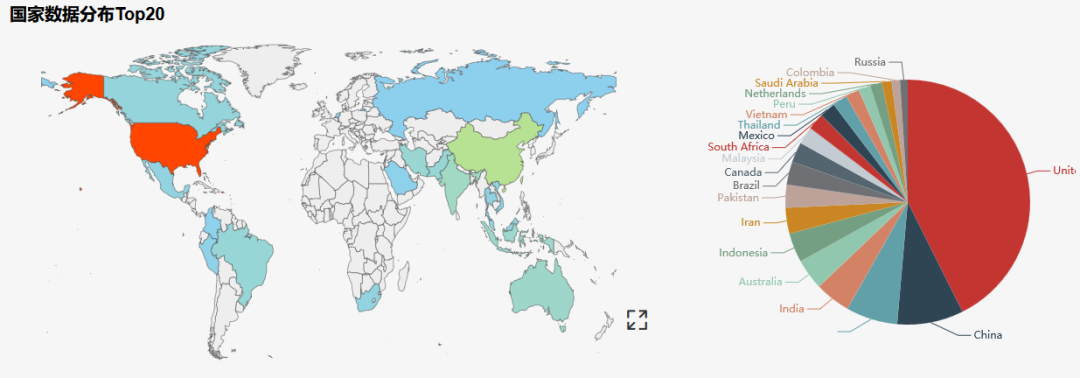 国家数据分布Top20
Russia
Colombia
Saudi Arabia
Netherlands
Peru
Vietnam
Thailand
Mexico
South Africa
Malaysia
Canada
Brazil
Pakistan
Iran
Indonesia
Australia
India
China
Unit